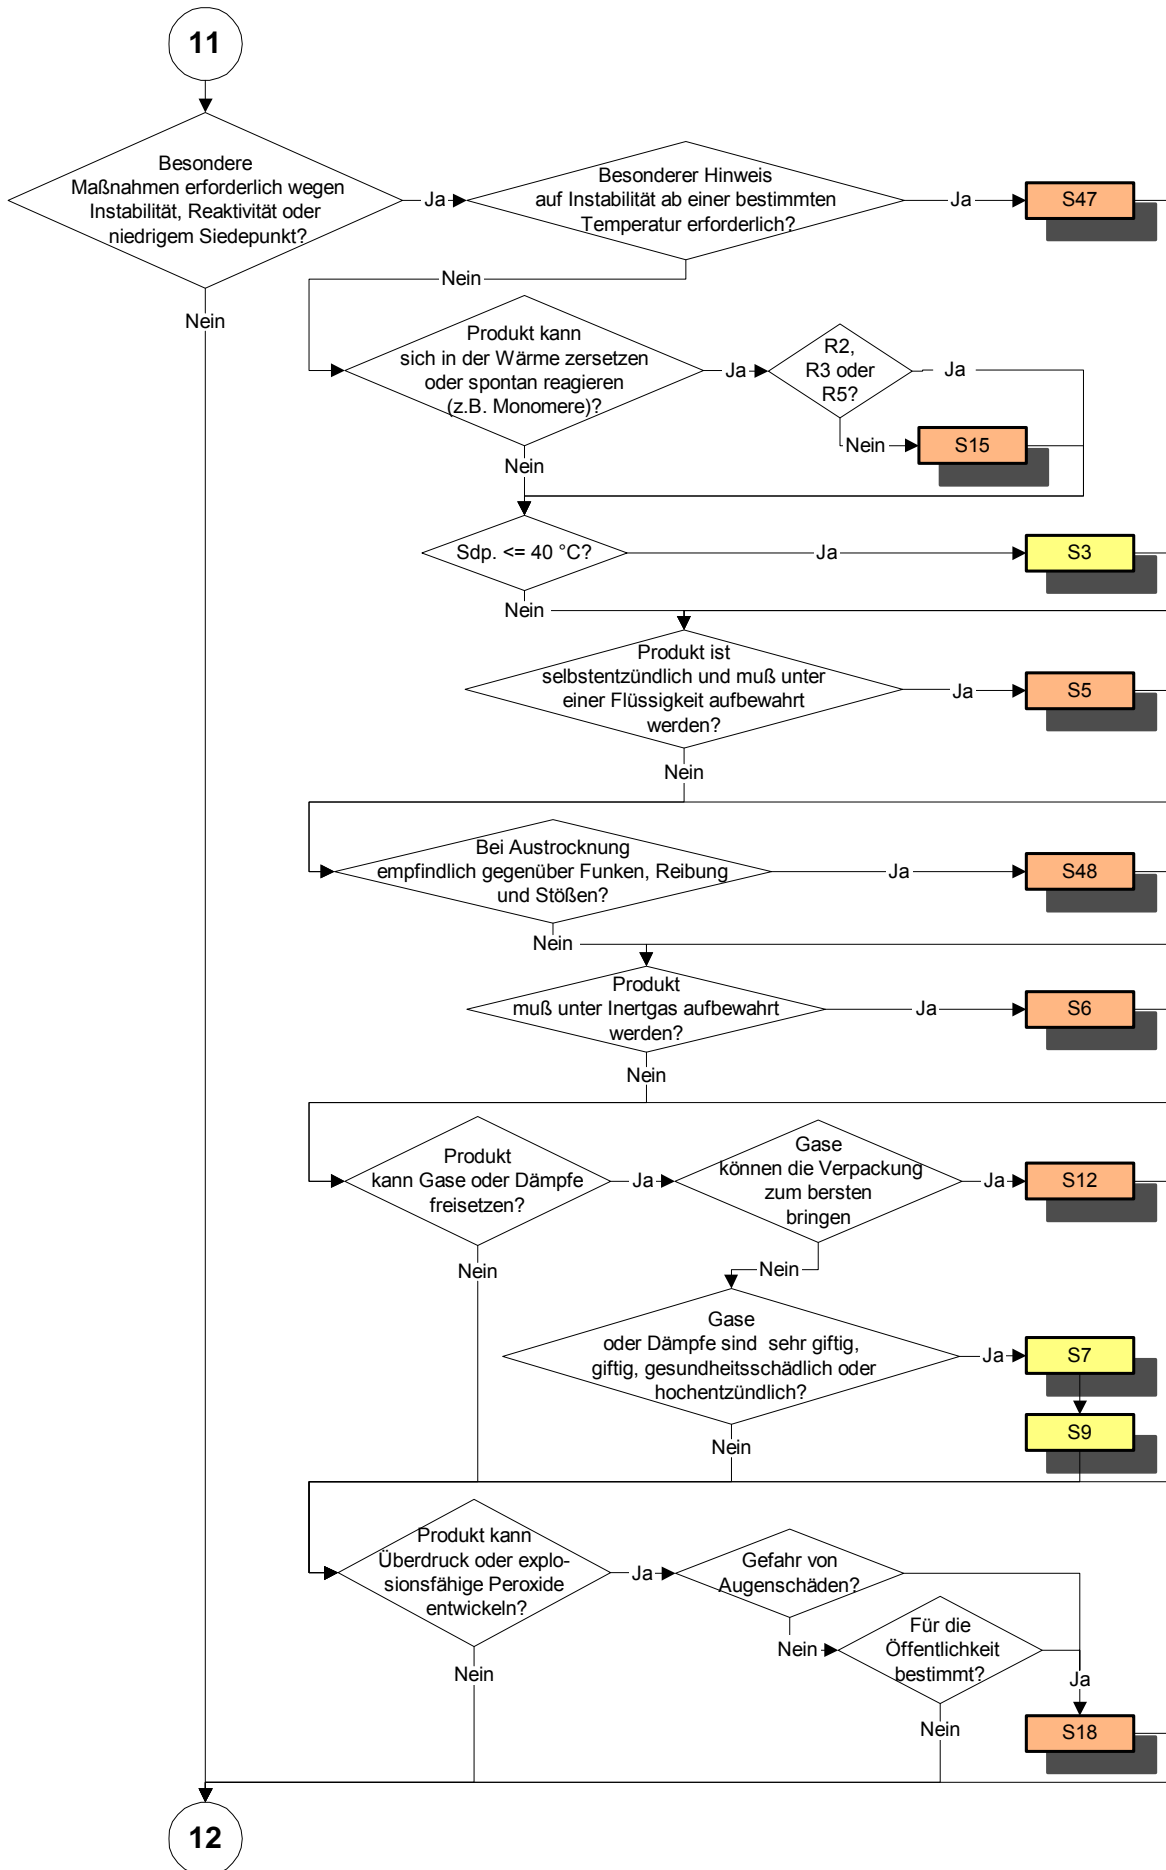 11
Besondere
Maßnahmen erforderlich wegen
Instabilität, Reaktivität oder
niedrigem Siedepunkt?
Ja
Besonderer Hinweis
auf Instabilität ab einer bestimmten
Temperatur erforderlich?
Ja
S47
Nein
Nein
Produkt kann
sich in der Wärme zersetzen
oder spontan reagieren
(z.B. Monomere)?
Ja
R2,
R3 oder
R5?
Ja
Nein
S15
Nein
Sdp. <= 40 °C?
Ja
S3
Nein
Produkt ist
selbstentzündlich und muß unter
einer Flüssigkeit aufbewahrt
werden?
Ja
S5
Nein
Bei Austrocknung
empfindlich gegenüber Funken, Reibung
und Stößen?
Ja
S48
Nein
Produkt
muß unter Inertgas aufbewahrt
werden?
Ja
S6
Nein
Produkt
kann Gase oder Dämpfe
freisetzen?
Ja
Gase
können die Verpackung
zum bersten
bringen
Ja
S12
Nein
Nein
Gase
oder Dämpfe sind sehr giftig,
giftig, gesundheitsschädlich oder
hochentzündlich?
Ja
S7
S9
Nein
Produkt kann
Überdruck oder explo-
sionsfähige Peroxide
entwickeln?
Ja
Gefahr von
Augenschäden?
Nein
Für die
Öffentlichkeit
bestimmt?
Ja
Nein
Nein
S18
12